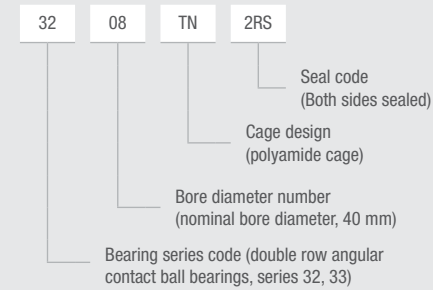 32 08 TN 2RS
Seal code
(Both sides sealed)
Cage design
(polyamide cage)
Bore diameter number
(nominal bore diameter, 40 mm)
Bearing series code (double row angular
contact ball bearings, series 32, 33)